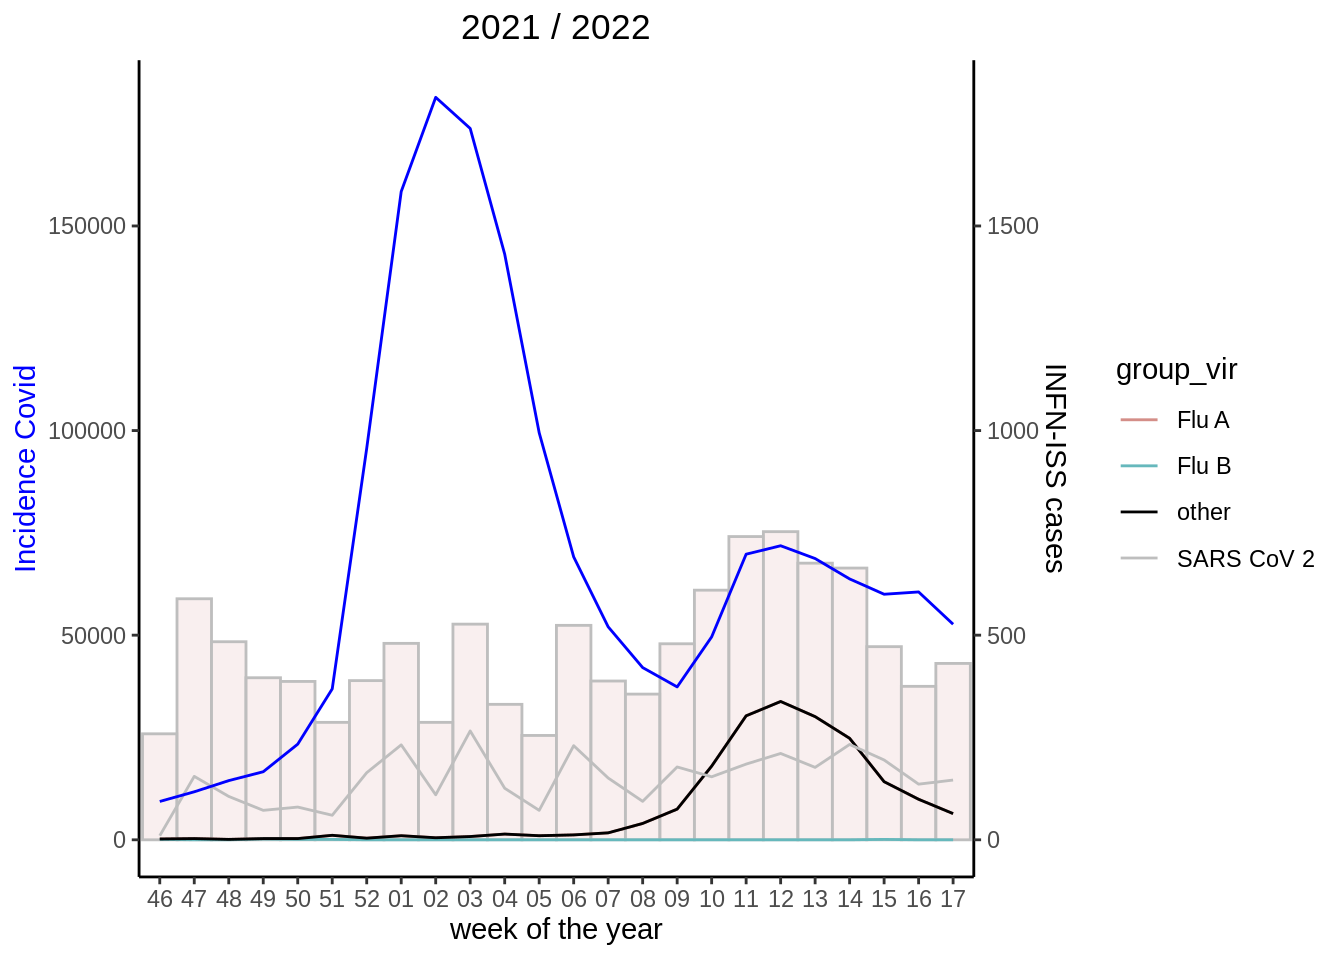 2021 / 2022
150000
100000
50000
0
Incidence Covid
1500
1000
500
0
INFN-ISS cases
46 47 48 49 50 51 52 01 02 03 04 05 06 07 08 09 10 11 12 13 14 15 16 17
week of the year
group_vir
Flu A
Flu B
other
SARS CoV 2